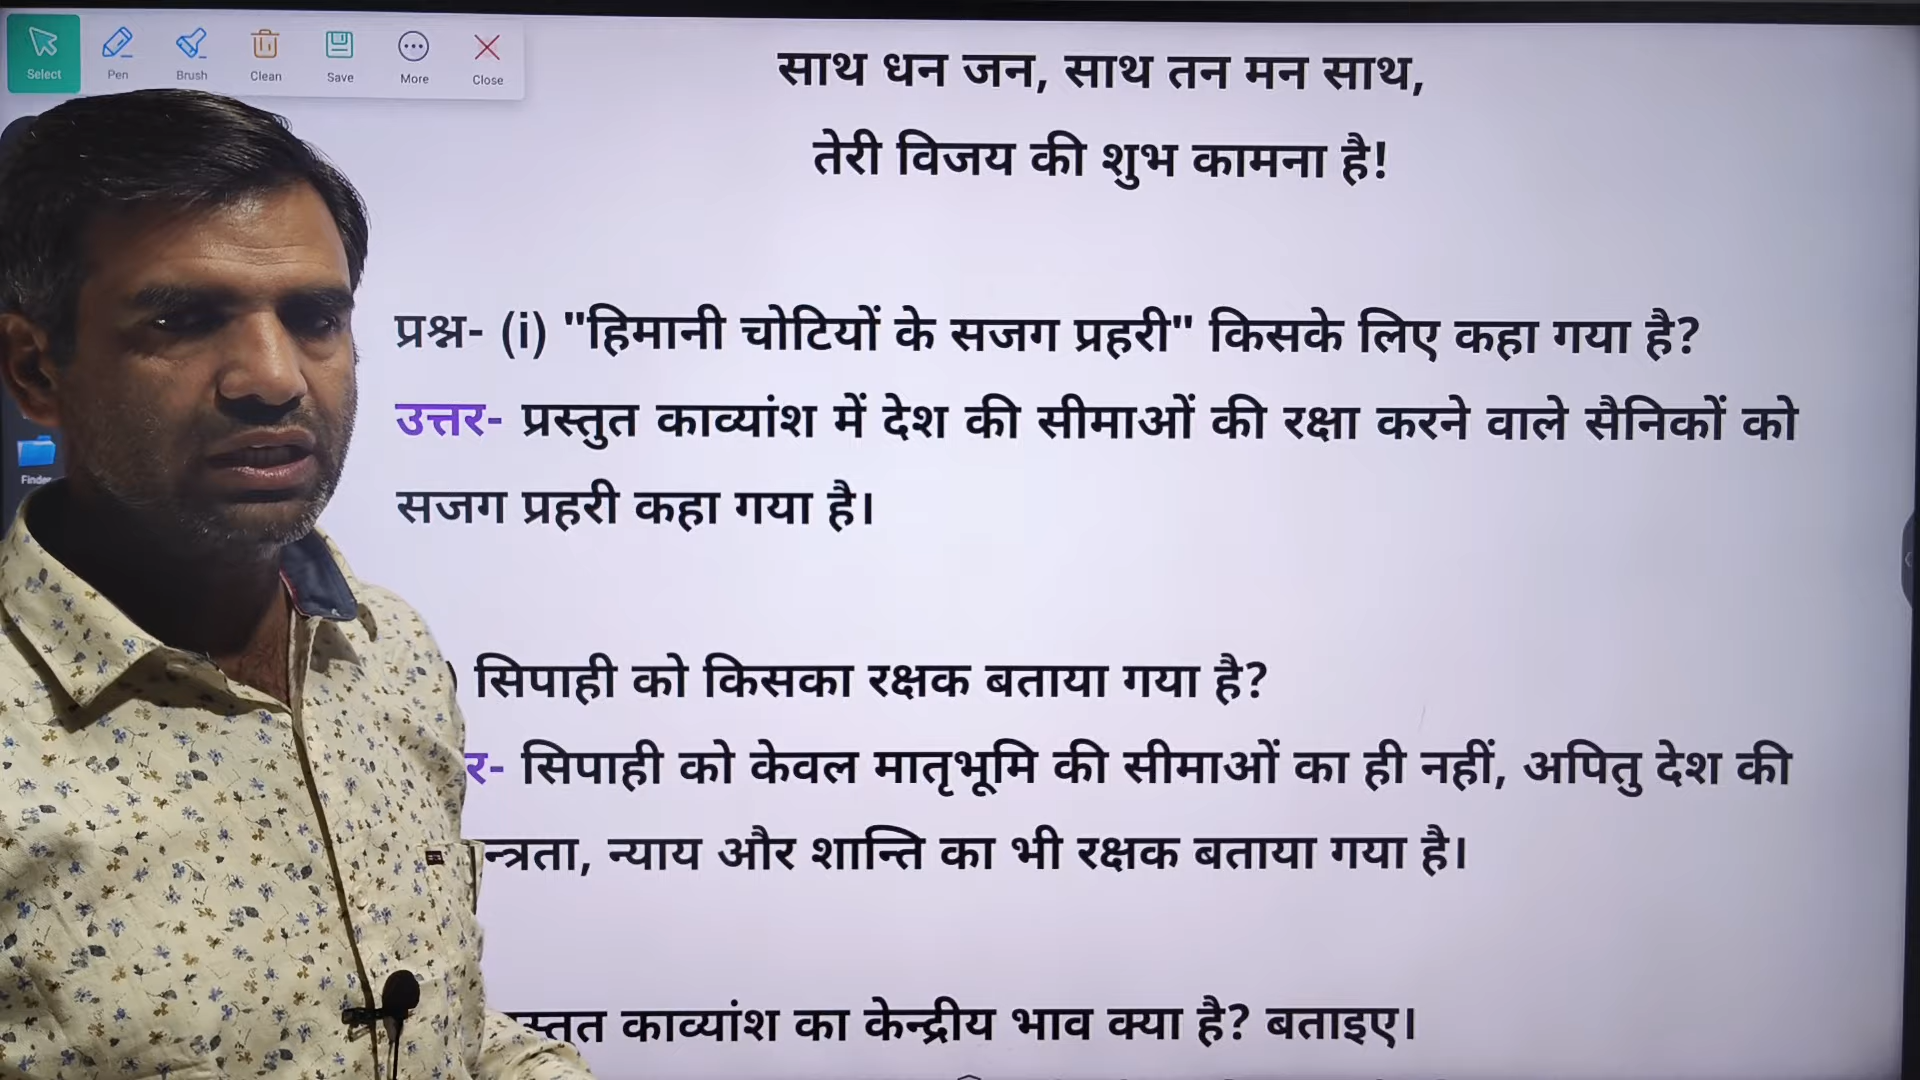 Select Pen Brush Clean Save More Close
साथ धन जन, साथ तन मन साथ,
तेरी विजय की शुभ कामना है!
प्रश्न- (i) "हिमानी चोटियों के सजग प्रहरी" किसके लिए कहा गया है?
उत्तर- प्रस्तुत काव्यांश में देश की सीमाओं की रक्षा करने वाले सैनिकों को
सजग प्रहरी कहा गया है।
Finder
) सिपाही को किसका रक्षक बताया गया है?
र- सिपाही को केवल मातृभूमि की सीमाओं का ही नहीं, अपितु देश की
न्त्रता, न्याय और शान्ति का भी रक्षक बताया गया है।
स्तुत काव्यांश का केन्द्रीय भाव क्या है? बताइए।